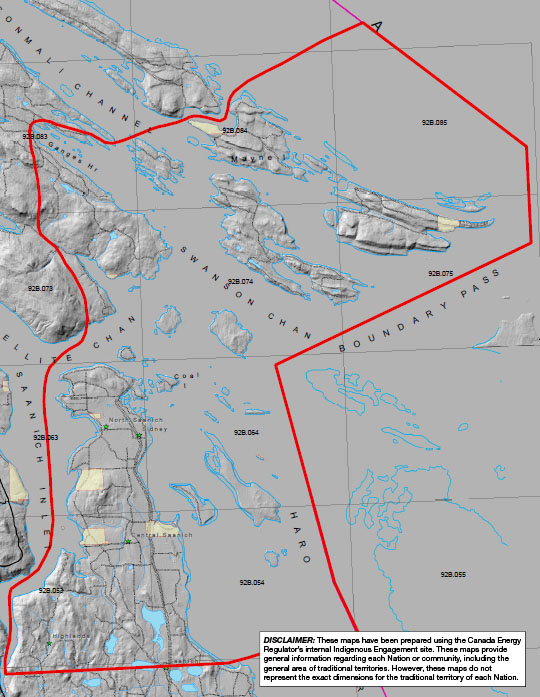 A
ONMALI CHANNEL
92B.085
92B.083
92B.084
Ganges Hr
Mayne I
SWANSON CHAN
92B.075
92B.074
92B.073
BOUNDARY PASS
ELLITE CHAN
SAANICH INLET
Coal
I
North Saanich
Sidney
92B.063
92B.064
HARO
Central Saanich
92B.053
92B.054
92B.055
Highlands
Saanich
DISCLAIMER: These maps have been prepared using the Canada Energy
Regulator's internal Indigenous Engagement site. These maps provide
general information regarding each Nation or community, including the
general area of traditional territories. However, these maps do not
represent the exact dimensions for the traditional territory of each Nation.